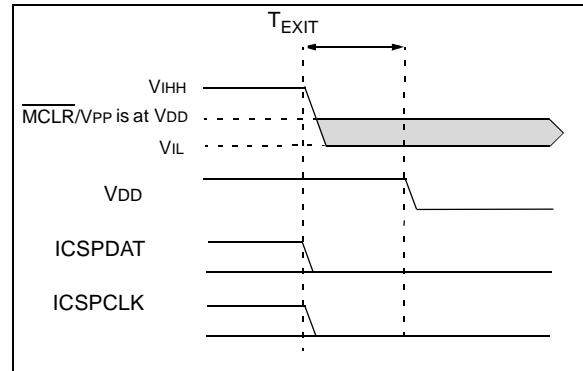 TEXIT
VIHH
MCLR/VPP is at VDD
VIL
VDD
ICSPDAT
ICSPCLK